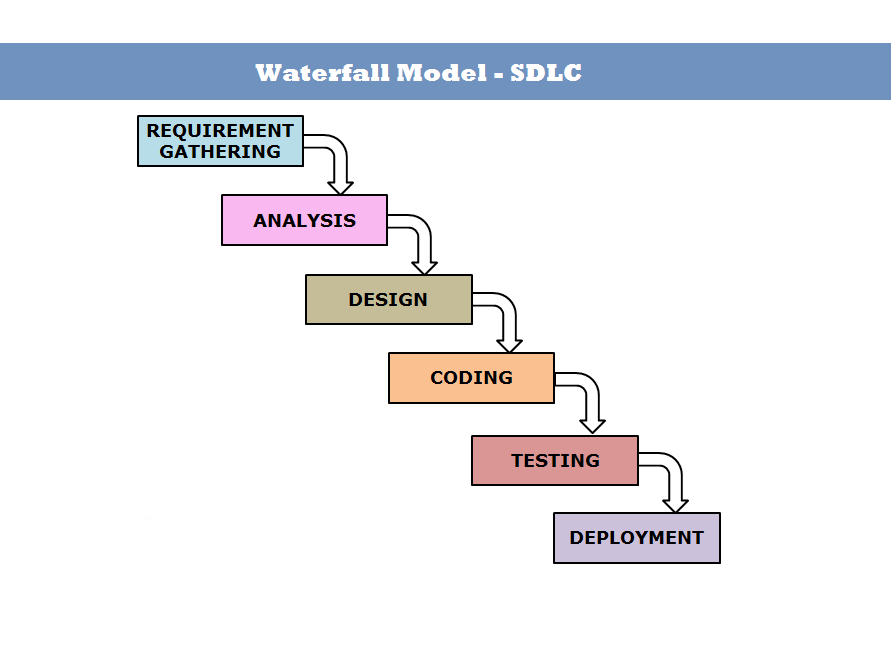 Waterfall Model - SDLC
REQUIREMENT
GATHERING
ANALYSIS
DESIGN
CODING
TESTING
DEPLOYMENT